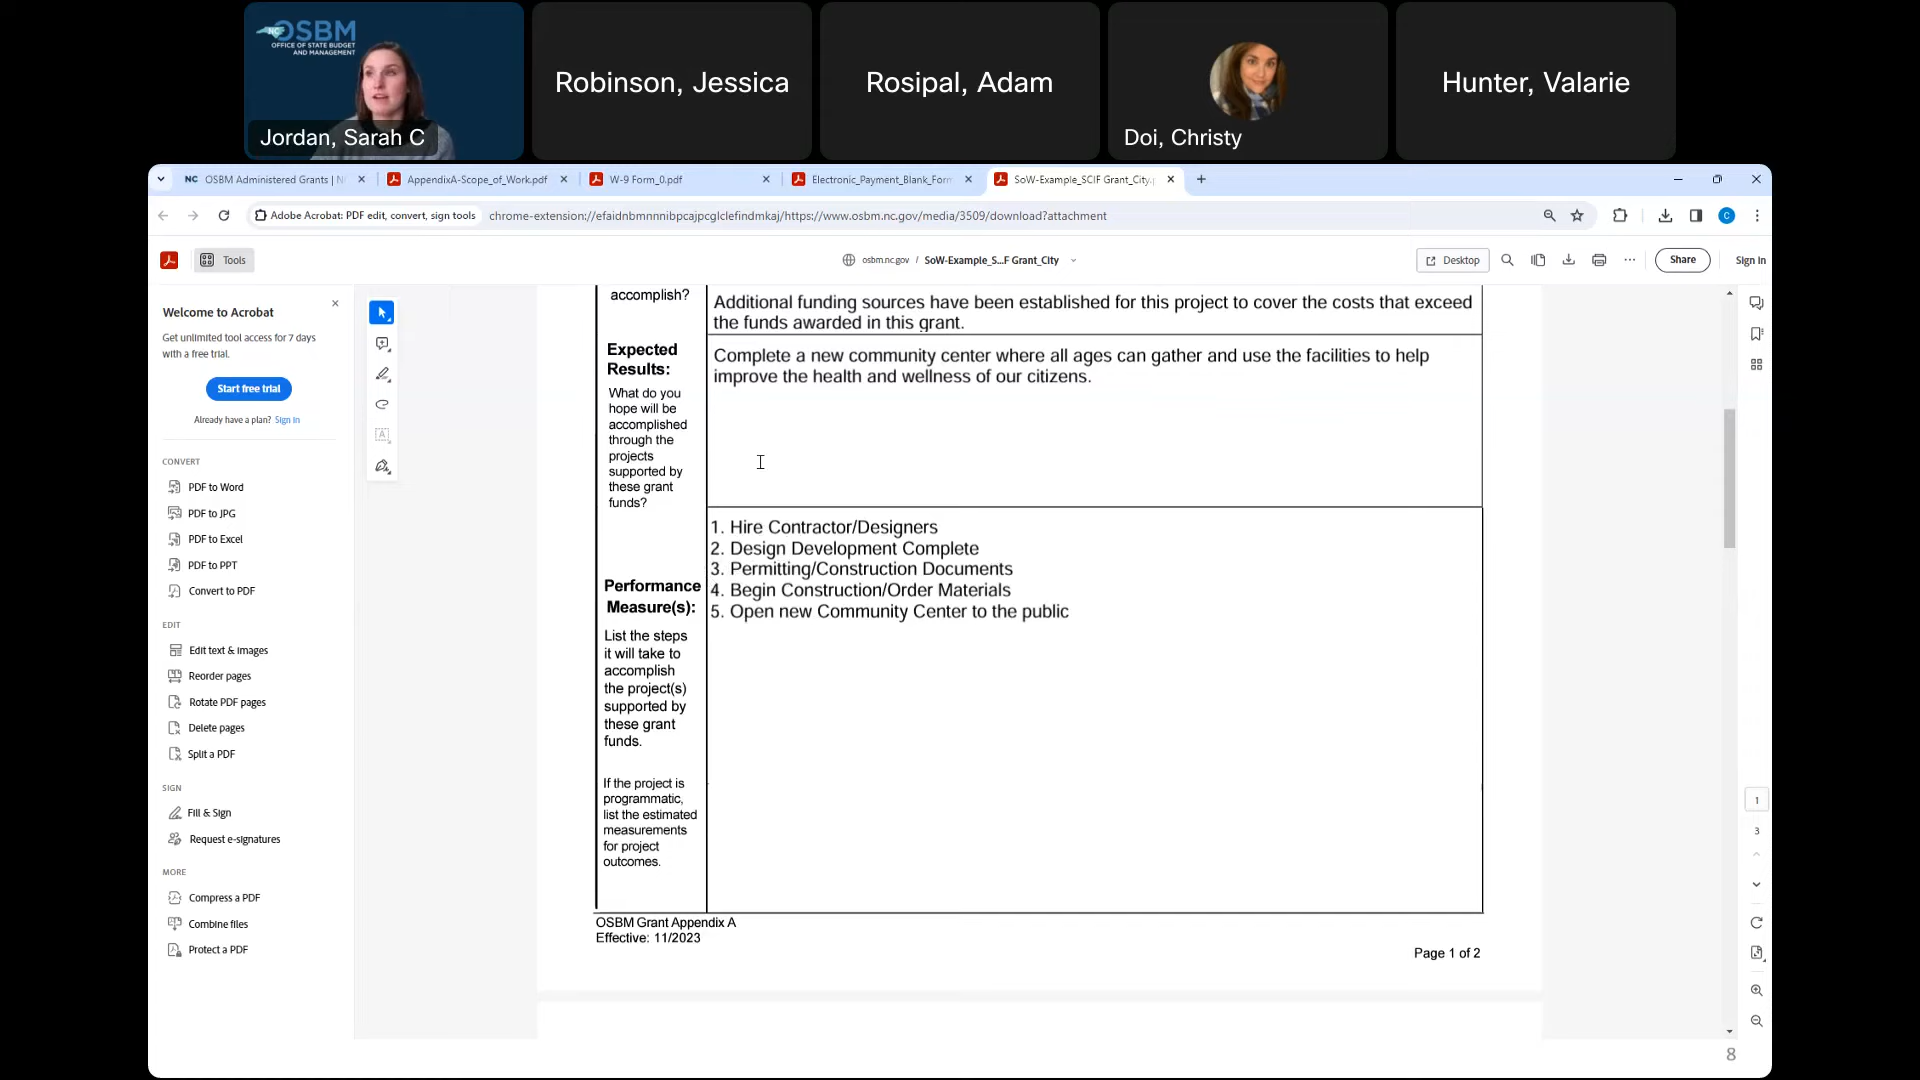 NC OSBM
OFFICE OF STATE BUDGET
AND MANAGEMENT
Jordan, Sarah C
Robinson, Jessica
Rosipal, Adam
Doi, Christy
Hunter, Valarie
NC OSBM Administered Grants | N
AppendixA-Scope_of_Work.pdf
W-9 Form_0.pdf
Electronic_Payment_Blank_Form
SoW-Example_SCIF Grant_City.
Adobe Acrobat: PDF edit, convert, sign tools
chrome-extension://efaidnbmnnnibpcajpcglclefindmkaj/https://www.osbm.nc.gov/media/3509/download?attachment
C
Tools
osbm.nc.gov / SoW-Example_S...F Grant_City
Desktop
Share
Sign in
Welcome to Acrobat
Get unlimited tool access for 7 days
with a free trial.
Start free trial
Already have a plan? Sign in
CONVERT
PDF to Word
PDF to JPG
PDF to Excel
PDF to PPT
Convert to PDF
EDIT
Edit text & images
Reorder pages
Rotate PDF pages
Delete pages
Split a PDF
SIGN
Fill & Sign
Request e-signatures
MORE
Compress a PDF
Combine files
Protect a PDF
accomplish?
Additional funding sources have been established for this project to cover the costs that exceed
the funds awarded in this grant.
Expected
Results:
What do you
hope will be
accomplished
through the
projects
supported by
these grant
funds?
Complete a new community center where all ages can gather and use the facilities to help
improve the health and wellness of our citizens.
Performance
Measure(s):
List the steps
it will take to
accomplish
the project(s)
supported by
these grant
funds.
If the project is
programmatic,
list the estimated
measurements
for project
outcomes.
1. Hire Contractor/Designers
2. Design Development Complete
3. Permitting/Construction Documents
4. Begin Construction/Order Materials
5. Open new Community Center to the public
OSBM Grant Appendix A
Effective: 11/2023
Page 1 of 2
1
3
8